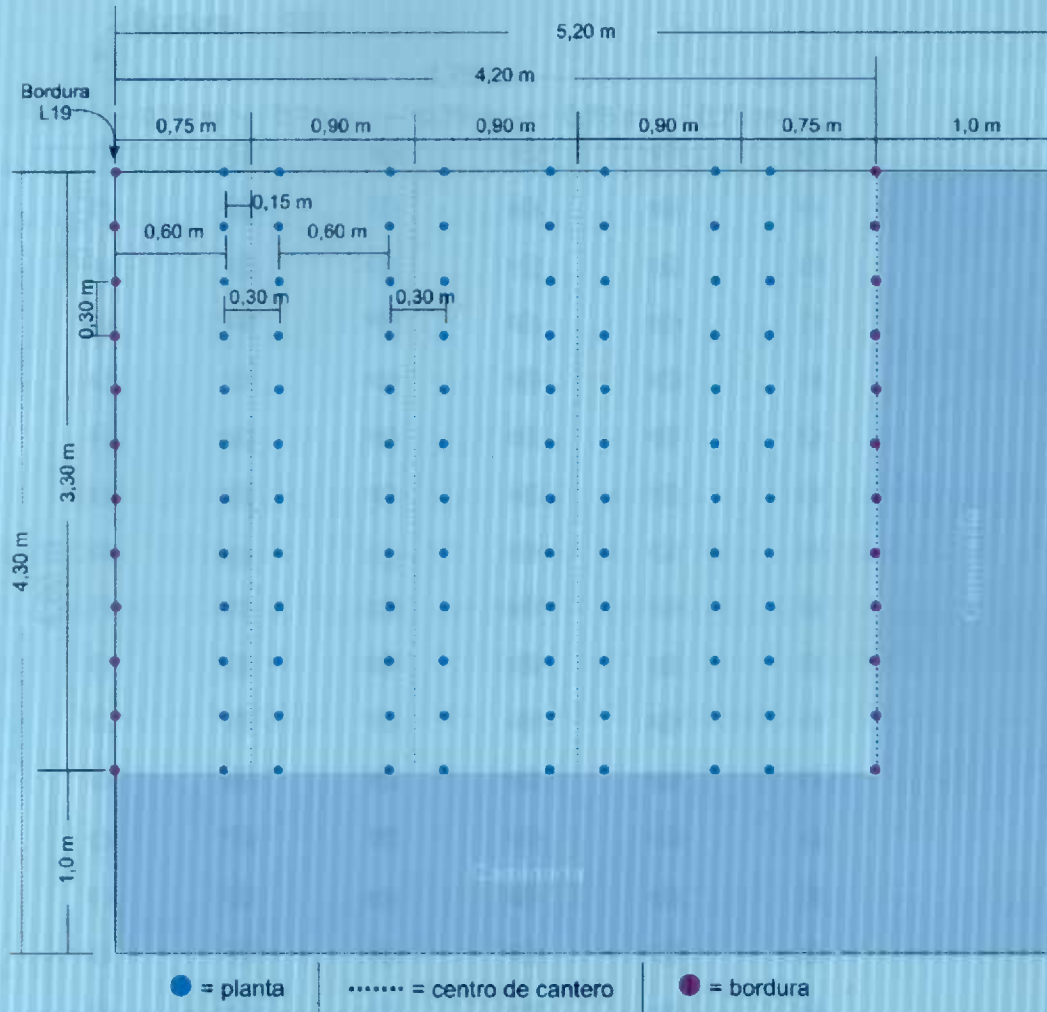 5,20 m
4,20 m
Bordura
L19
0,75 m
0,90 m
0,90 m
0,90 m
0,75 m
1,0 m
0,15 m
0,60 m
0,60 m
0,30 m
0,30 m
0,30 m
3,30 m
4,30 m
1,0 m
Caminería
Caminería
= planta
= centro de cantero
= bordura